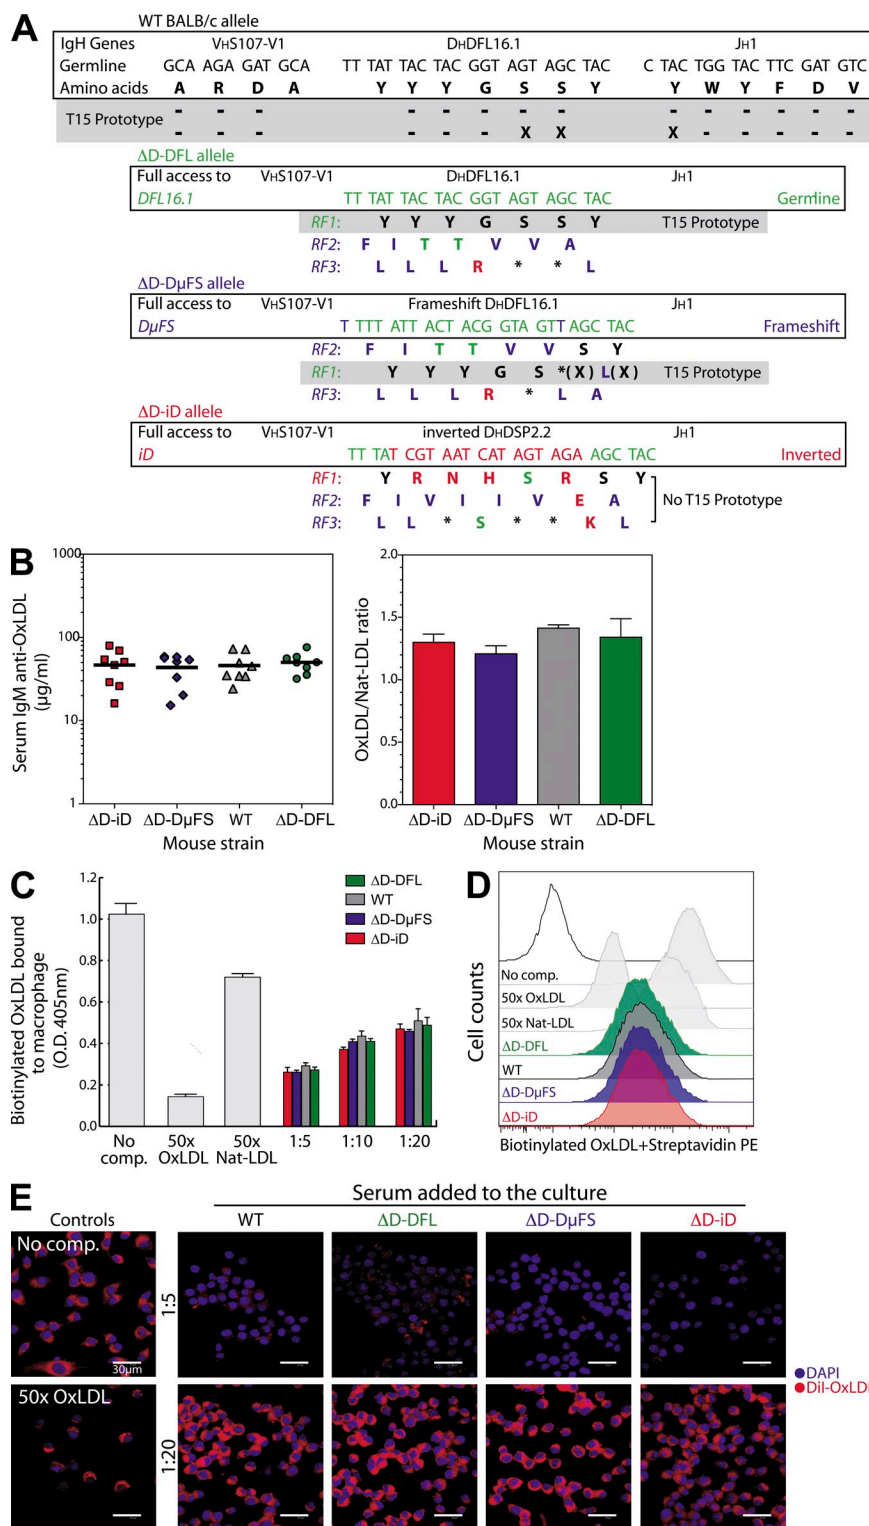 A
WT BALB/c allele
IgH Genes VHS107-V1 DHDFL16.1 JH1
Germline GCA AGA GAT GCA TT TAT TAC TAC GGT AGT AGC TAC C TAC TGG TAC TTC GAT GTC
Amino acids A R D A Y Y Y G S S Y Y W Y F D V
- - - - - - - - - - - - - -
T15 Prototype
- - - - - - X X X - - - - -
ΔD-DFL allele
Full access to VHS107-V1 DHDFL16.1 JH1
DFL16.1 TT TAT TAC TAC GGT AGT AGC TAC Germline
RF1: Y Y Y G S S Y T15 Prototype
RF2: F I T T V V A
RF3: L L L R * * L
ΔD-DμFS allele
Full access to VHS107-V1 Frameshift DHDFL16.1 JH1
DμFS T TTT ATT ACT ACG GTA GTT AGC TAC Frameshift
RF2: F I T T V V S Y
RF1: Y Y Y G S *(X) L(X) T15 Prototype
RF3: L L L R * L A
ΔD-iD allele
Full access to VHS107-V1 inverted DHDSP2.2 JH1
iD TT TAT CGT AAT CAT AGT AGA AGC TAC Inverted
RF1: Y R N H S R S Y
RF2: F I V I I V E A No T15 Prototype
RF3: L L * S * * K L
B
Serum IgM anti-OxLDL
(μg/ml)
1000
100
10
1
ΔD-iD ΔD-DμFS WT ΔD-DFL
Mouse strain
OxLDL/Nat-LDL ratio
2.0
1.5
1.0
0.5
0.0
ΔD-iD ΔD-DμFS WT ΔD-DFL
Mouse strain
C
Biotinylated OxLDL bound
to macrophage
(O.D. 405nm)
1.2
1.0
0.8
0.6
0.4
0.2
0.0
ΔD-DFL
WT
ΔD-DμFS
ΔD-iD
No comp. 50x OxLDL 50x Nat-LDL 1:5 1:10 1:20
D
Cell counts
No comp.
50x OxLDL
50x Nat-LDL
ΔD-DFL
WT
ΔD-DμFS
ΔD-iD
Biotinylated OxLDL+Streptavidin PE
E
Serum added to the culture
Controls WT ΔD-DFL ΔD-DμFS ΔD-iD
No comp.
30μm
1:5
50x OxLDL
1:20
DAPI
DiI-OxLDL